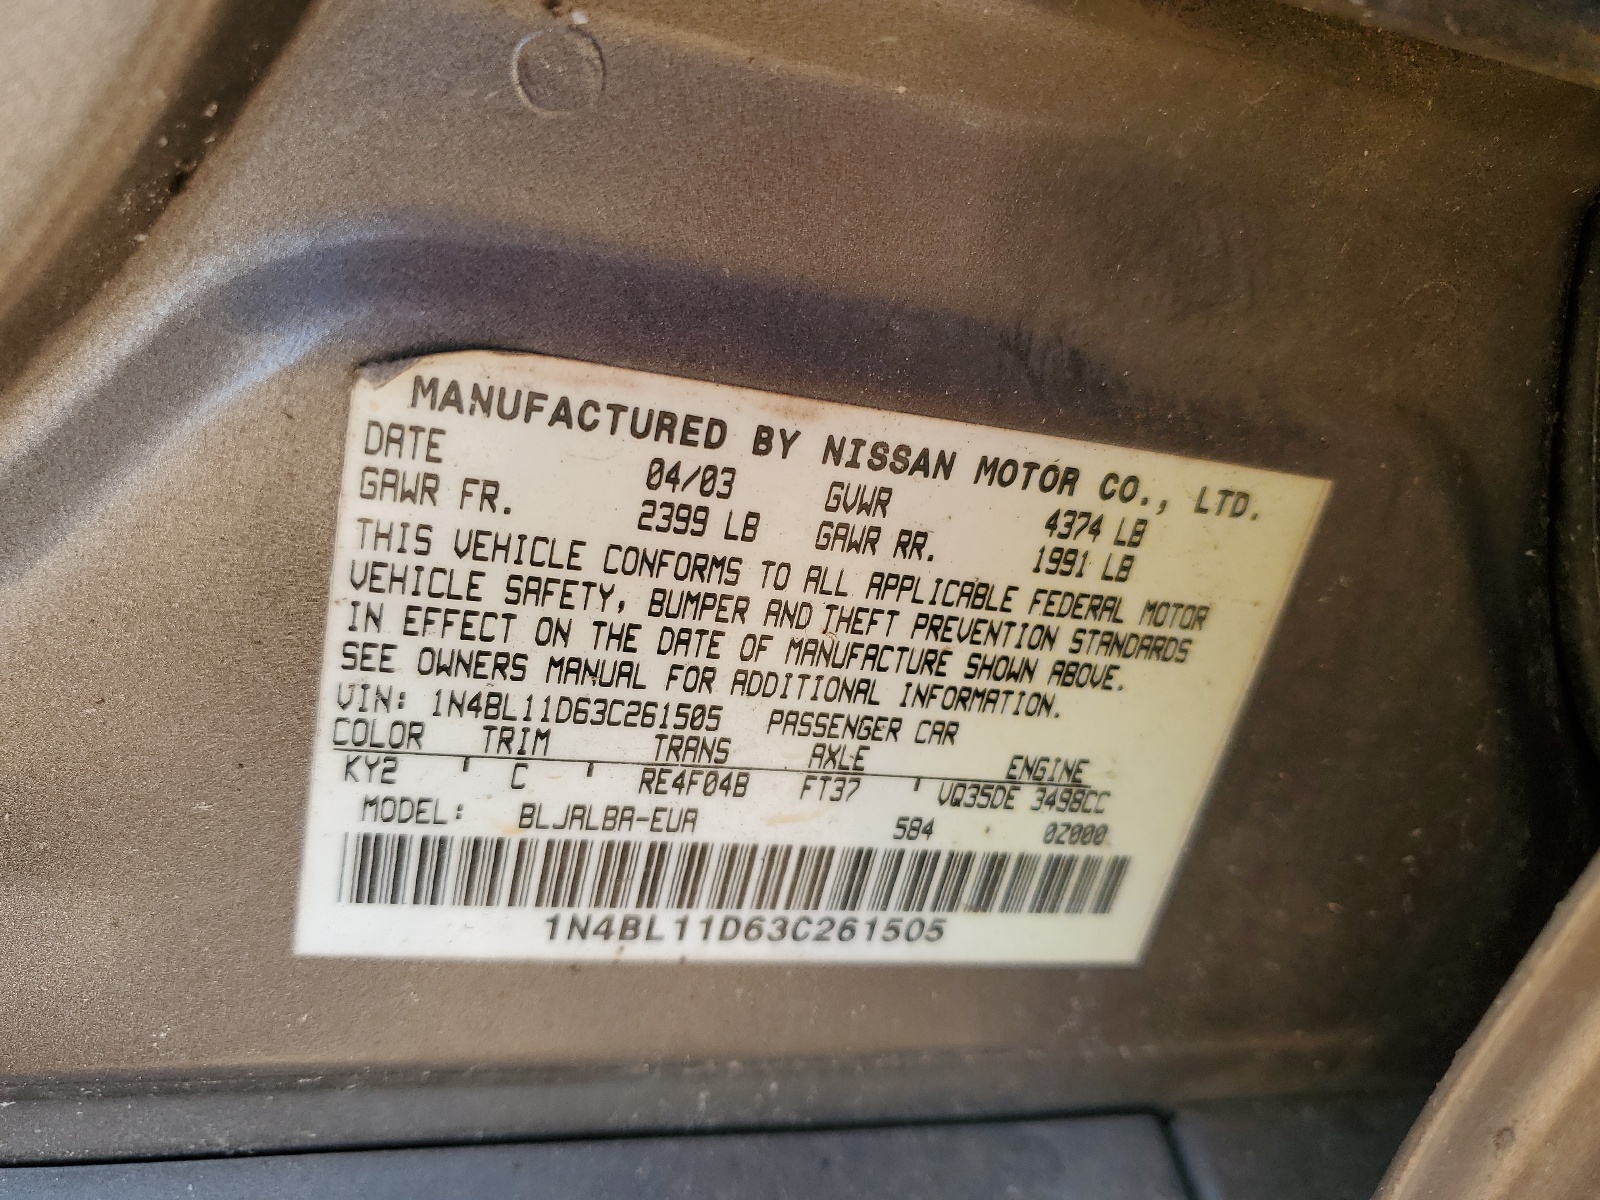 MANUFACTURED BY NISSAN MOTOR CO., LTD.
DATE 04/03 GVWR 4374 LB
GAWR FR. 2399 LB GAWR RR. 1991 LB
THIS VEHICLE CONFORMS TO ALL APPLICABLE FEDERAL MOTOR
VEHICLE SAFETY, BUMPER AND THEFT PREVENTION STANDARDS
IN EFFECT ON THE DATE OF MANUFACTURE SHOWN ABOVE.
SEE OWNERS MANUAL FOR ADDITIONAL INFORMATION.
VIN: 1N4BL11D63C261505 PASSENGER CAR
COLOR TRIM TRANS AXLE ENGINE
KY2 C RE4F04B FT37 VQ35DE 3498CC
MODEL: BLJALBA-EUA 584 0Z000
1N4BL11D63C261505